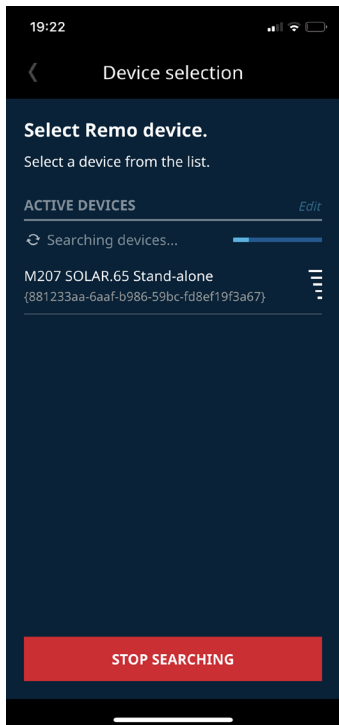 19:22
Device selection
Select Remo device.
Select a device from the list.
ACTIVE DEVICES Edit
Searching devices...
M207 SOLAR.65 Stand-alone
{881233aa-6aaf-b986-59bc-fd8ef19f3a67}
STOP SEARCHING